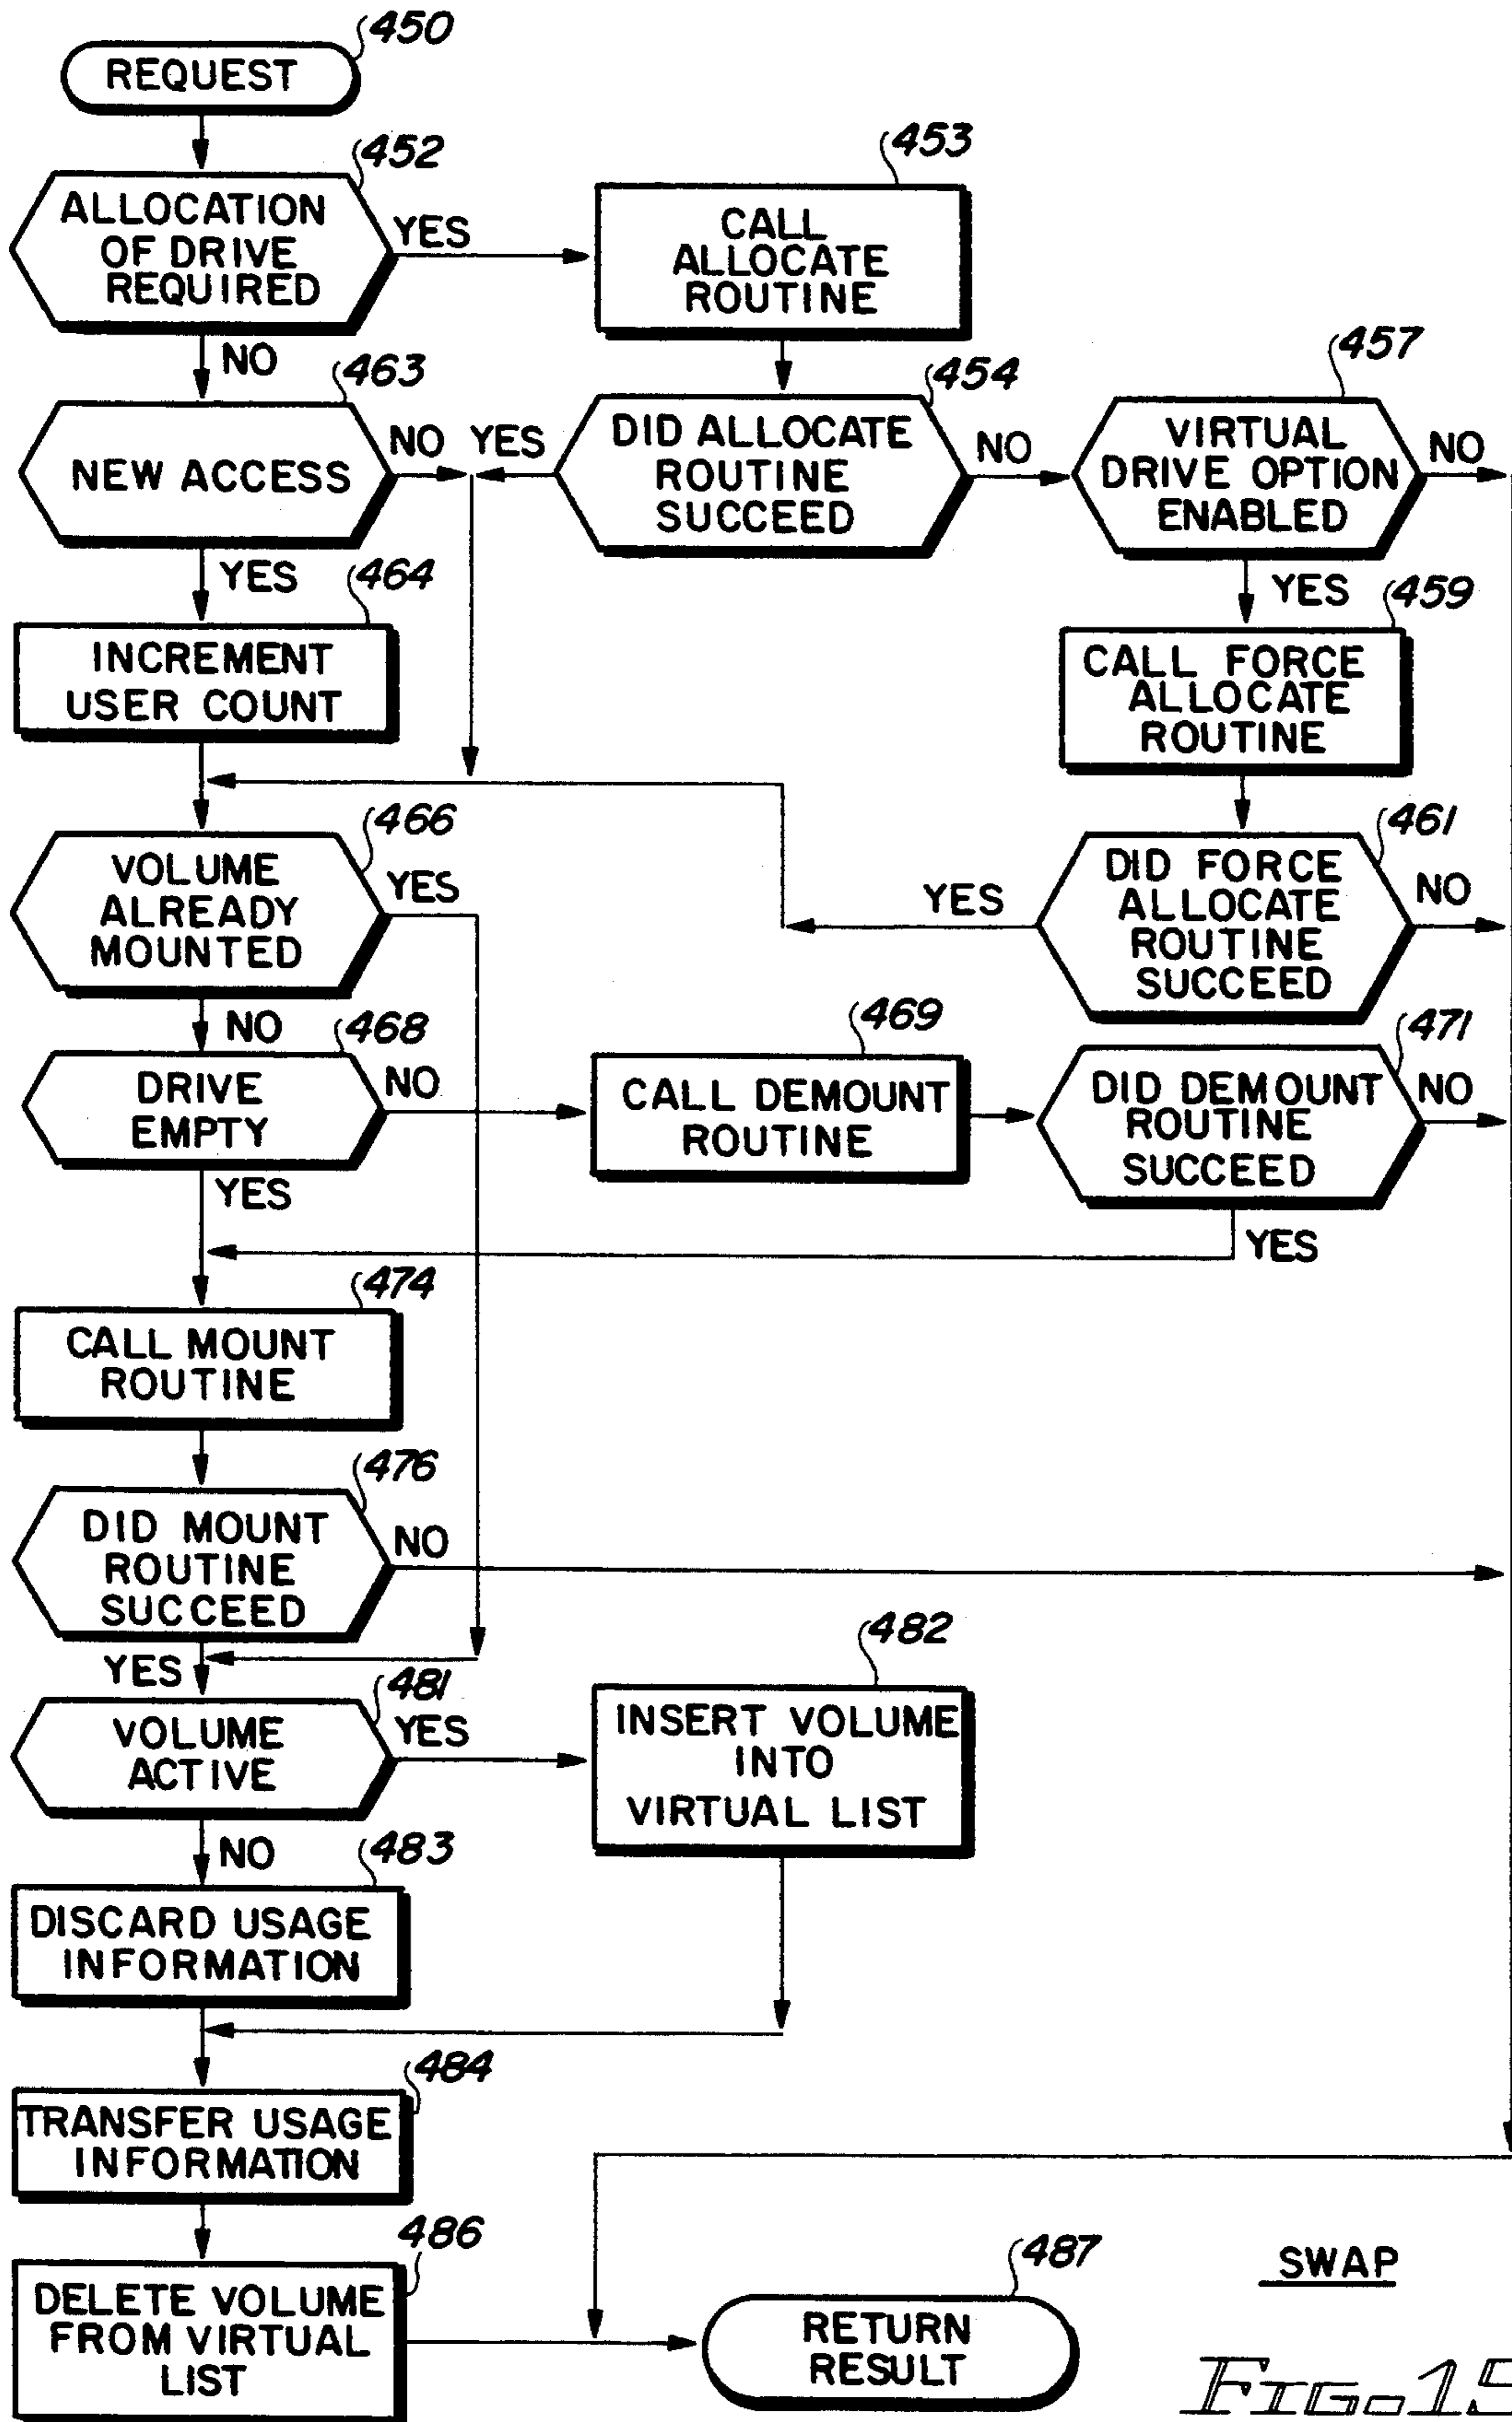 450
REQUEST
452
ALLOCATION
OF DRIVE
REQUIRED
YES
NO
453
CALL
ALLOCATE
ROUTINE
463
NEW ACCESS
NO
YES
454
DID ALLOCATE
ROUTINE
SUCCEED
YES
NO
457
VIRTUAL
DRIVE OPTION
ENABLED
NO
YES
464
INCREMENT
USER COUNT
459
CALL FORCE
ALLOCATE
ROUTINE
466
VOLUME
ALREADY
MOUNTED
YES
NO
461
DID FORCE
ALLOCATE
ROUTINE
SUCCEED
YES
NO
468
DRIVE
EMPTY
NO
YES
469
CALL DEMOUNT
ROUTINE
471
DID DEMOUNT
ROUTINE
SUCCEED
NO
YES
474
CALL MOUNT
ROUTINE
476
DID MOUNT
ROUTINE
SUCCEED
NO
YES
481
VOLUME
ACTIVE
YES
NO
482
INSERT VOLUME
INTO
VIRTUAL LIST
483
DISCARD USAGE
INFORMATION
484
TRANSFER USAGE
INFORMATION
486
DELETE VOLUME
FROM VIRTUAL
LIST
487
RETURN
RESULT
SWAP
FIG. 15